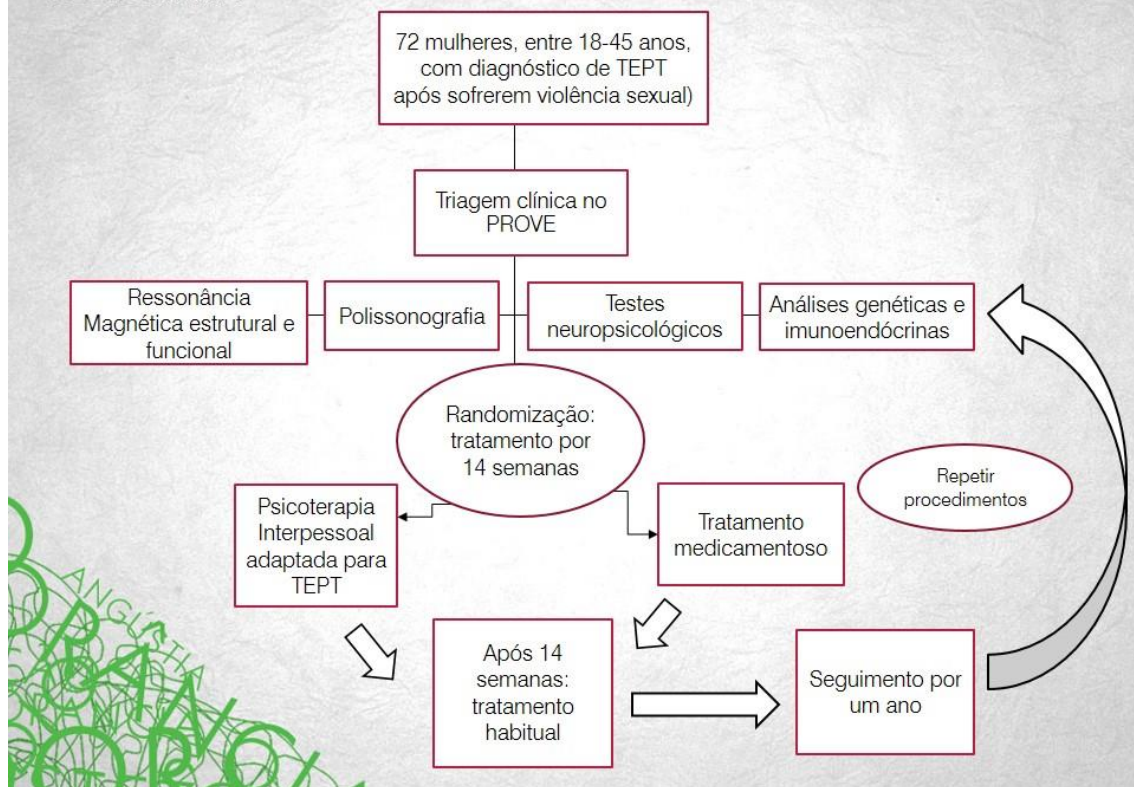 72 mulheres, entre 18-45 anos,
com diagnóstico de TEPT
após sofrerem violência sexual)
Triagem clínica no
PROVE
Ressonância
Magnética estrutural e
funcional
Polissonografia
Testes
neuropsicológicos
Análises genéticas e
imunoendócrinas
Randomização:
tratamento por
14 semanas
Repetir
procedimentos
Psicoterapia
Interpessoal
adaptada para
TEPT
Tratamento
medicamentoso
Após 14
semanas:
tratamento
habitual
Seguimento por
um ano
ANGÚSTIA